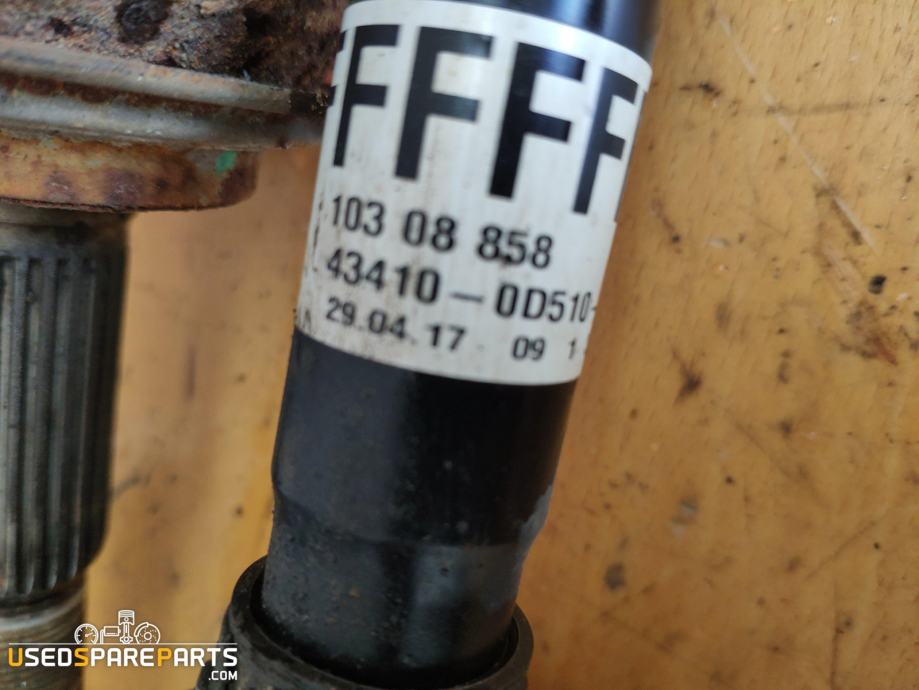 FFFF
103 08 858
43410-0D510-
29.04.17 09 1
USEDSPAREPARTS
.COM